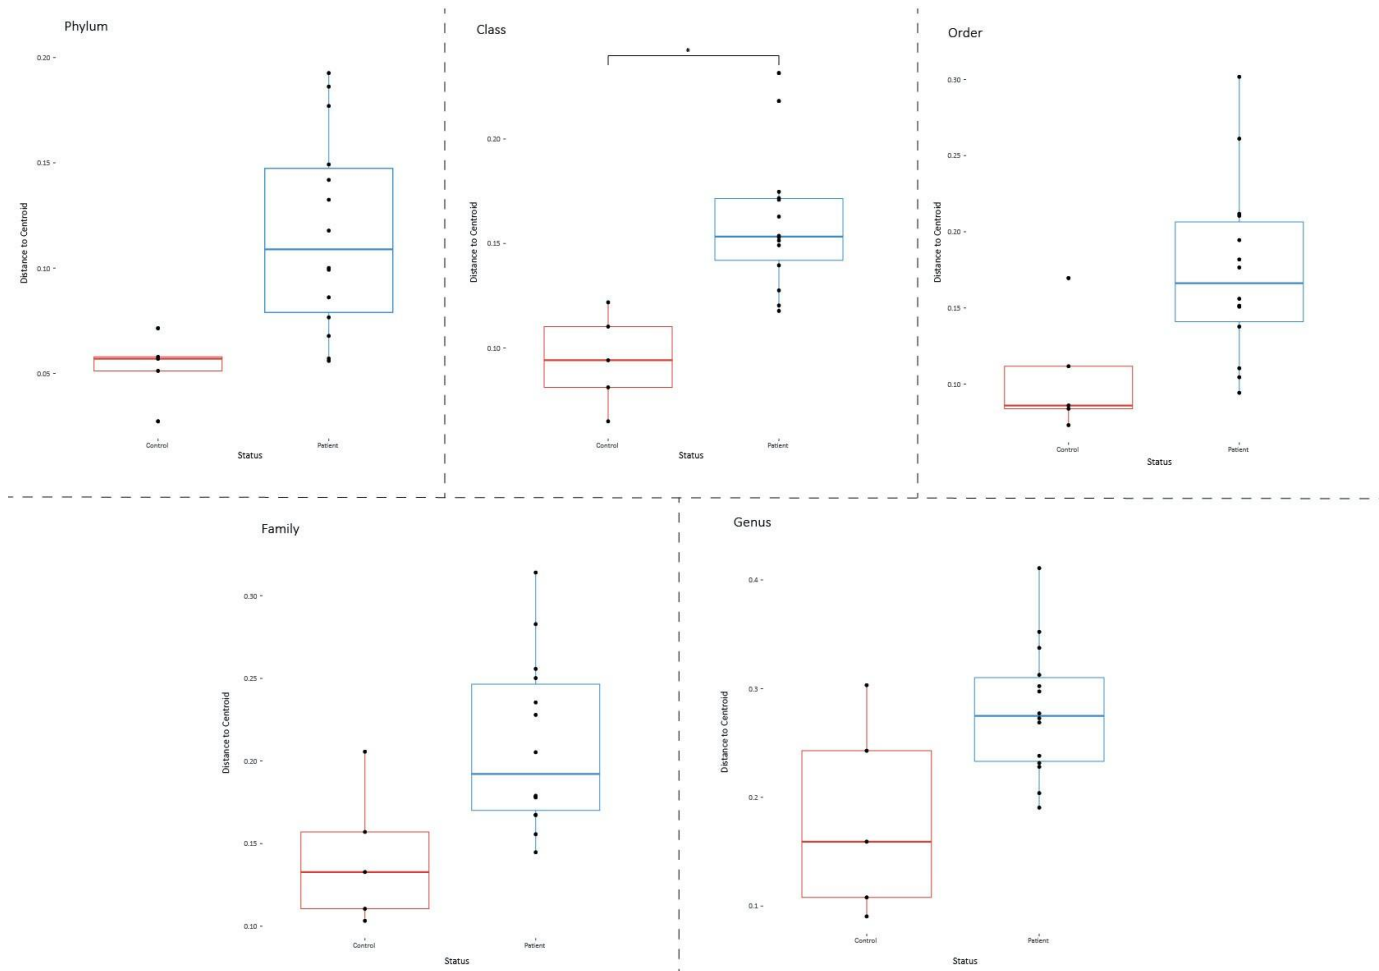 Phylum
0.20
0.15
0.10
0.05
Distance to Centroid
Control
Patient
Status
Class
*
0.20
0.15
0.10
Distance to Centroid
Control
Patient
Status
Order
0.30
0.25
0.20
0.15
0.10
Distance to Centroid
Control
Patient
Status
Family
0.30
0.25
0.20
0.15
0.10
Distance to Centroid
Control
Patient
Status
Genus
0.4
0.3
0.2
0.1
Distance to Centroid
Control
Patient
Status